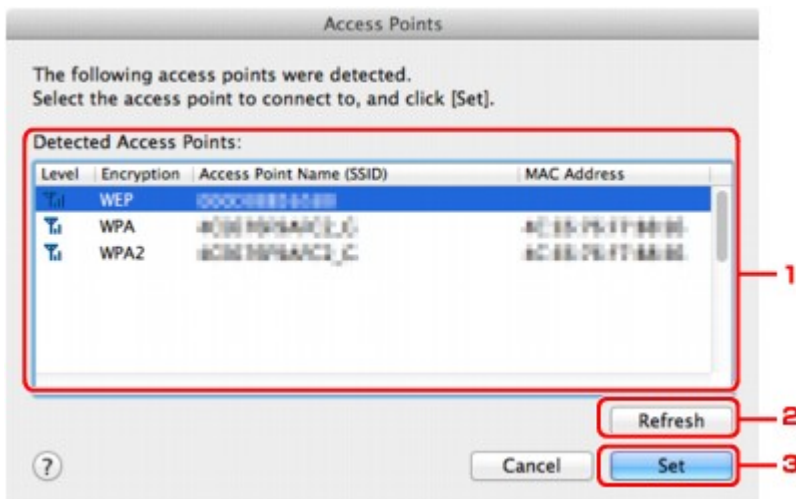 Access Points
The following access points were detected.
Select the access point to connect to, and click [Set].
Detected Access Points:
Level Encryption Access Point Name (SSID) MAC Address
WEP
WPA
WPA2
1
Refresh 2
? Cancel Set 3